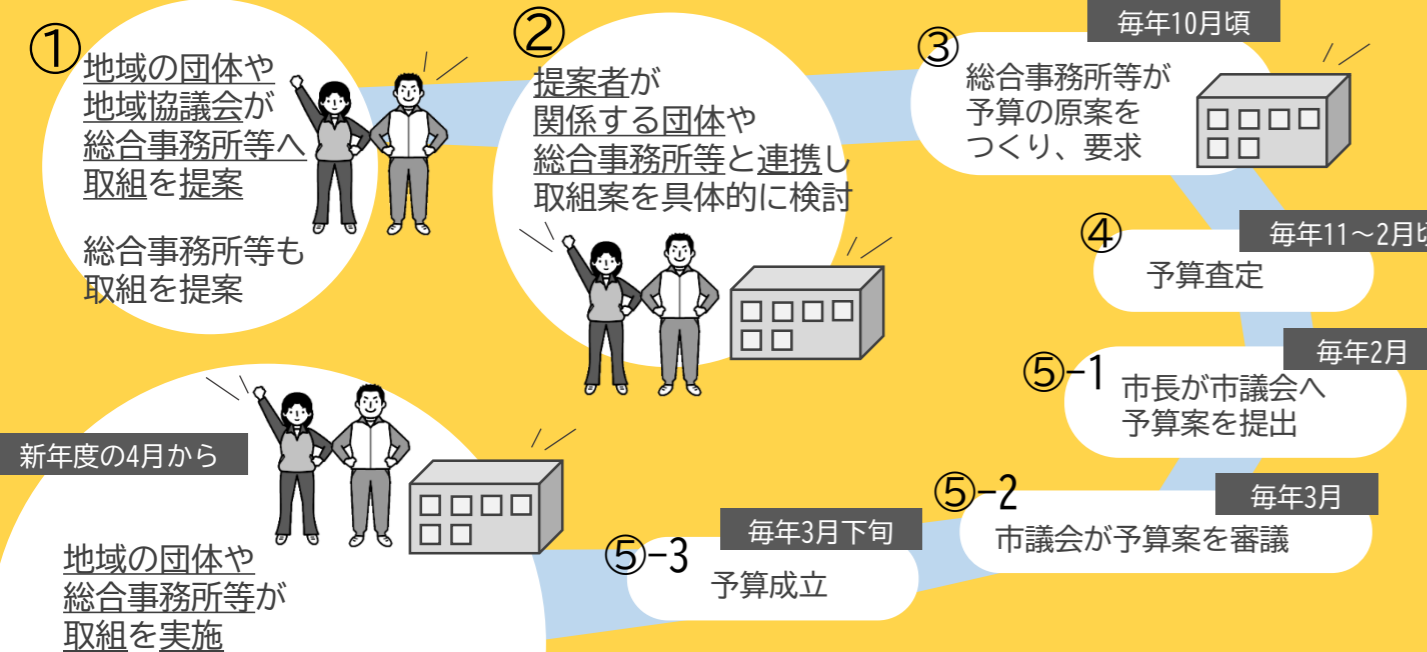 ①
地域の団体や
地域協議会が
総合事務所等へ
取組を提案
総合事務所等も
取組を提案
②
提案者が
関係する団体や
総合事務所等と連携し
取組案を具体的に検討
毎年10月頃
③
総合事務所等が
予算の原案を
つくり、要求
毎年11～2月頃
④
予算査定
毎年2月
⑤-1
市長が市議会へ
予算案を提出
毎年3月
⑤-2
市議会が予算案を審議
毎年3月下旬
⑤-3
予算成立
新年度の4月から
地域の団体や
総合事務所等が
取組を実施